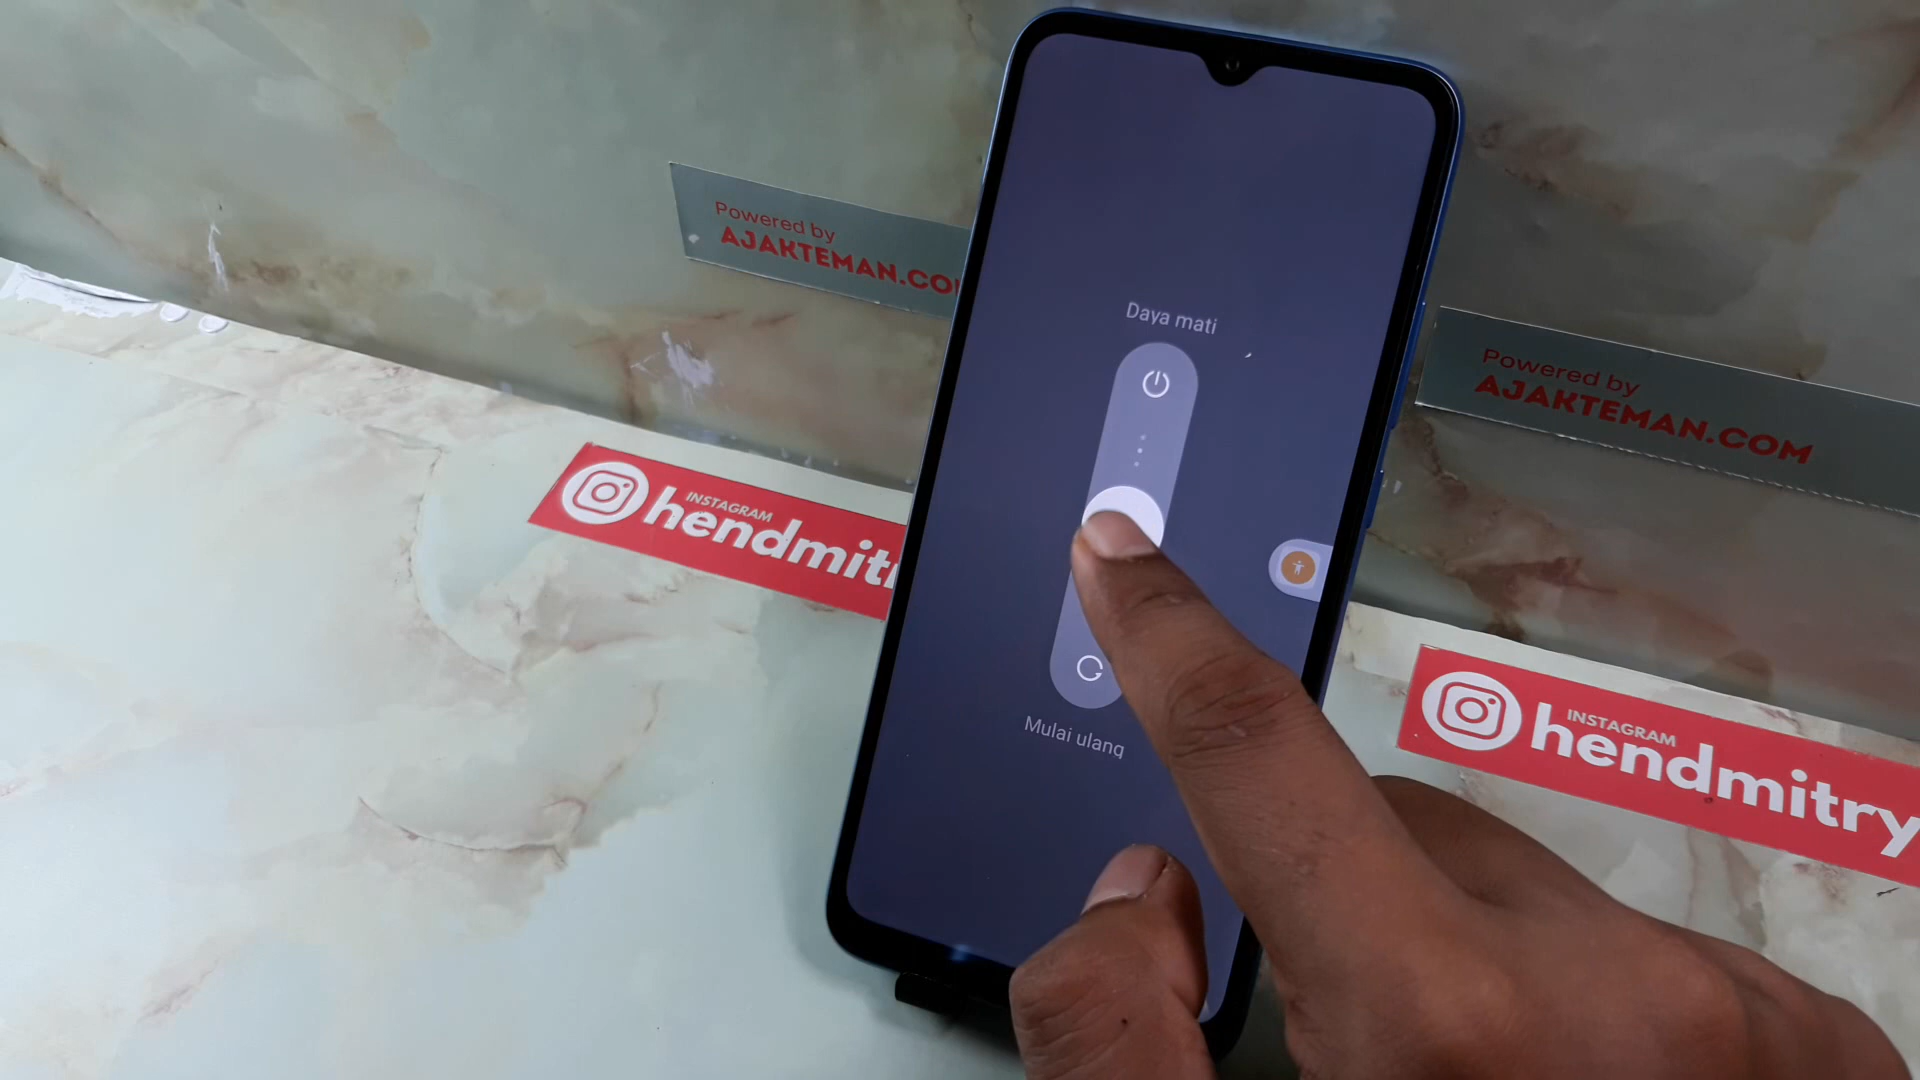 Powered by
AJAKTEMAN.CO
Daya mati
Mulai ulang
INSTAGRAM
hendmit
Powered by
AJAKTEMAN.COM
INSTAGRAM
hendmitry